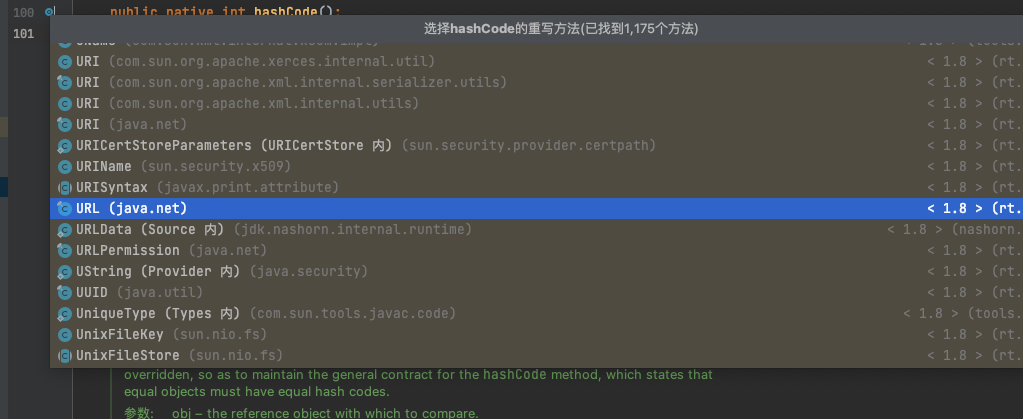 100 public native int hashCode();
101
选择hashCode的重写方法(已找到1,175个方法)
URI (com.sun.org.apache.xerces.internal.util) < 1.8 > (rt.
URI (com.sun.org.apache.xml.internal.serializer.utils) < 1.8 > (rt.
URI (com.sun.org.apache.xml.internal.utils) < 1.8 > (rt.
URI (java.net) < 1.8 > (rt.
URICertStoreParameters (URICertStore 内) (sun.security.provider.certpath) < 1.8 > (rt.
URIName (sun.security.x509) < 1.8 > (rt.
URISyntax (javax.print.attribute) < 1.8 > (rt.
URL (java.net) < 1.8 > (rt.
URLData (Source 内) (jdk.nashorn.internal.runtime) < 1.8 > (nashorn.
URLPermission (java.net) < 1.8 > (rt.
UString (Provider 内) (java.security) < 1.8 > (rt.
UUID (java.util) < 1.8 > (rt.
UniqueType (Types 内) (com.sun.tools.javac.code) < 1.8 > (tools.
UnixFileKey (sun.nio.fs) < 1.8 > (rt.
UnixFileStore (sun.nio.fs) < 1.8 > (rt.
overridden, so as to maintain the general contract for the hashCode method, which states that
equal objects must have equal hash codes.
参数: obj – the reference object with which to compare.